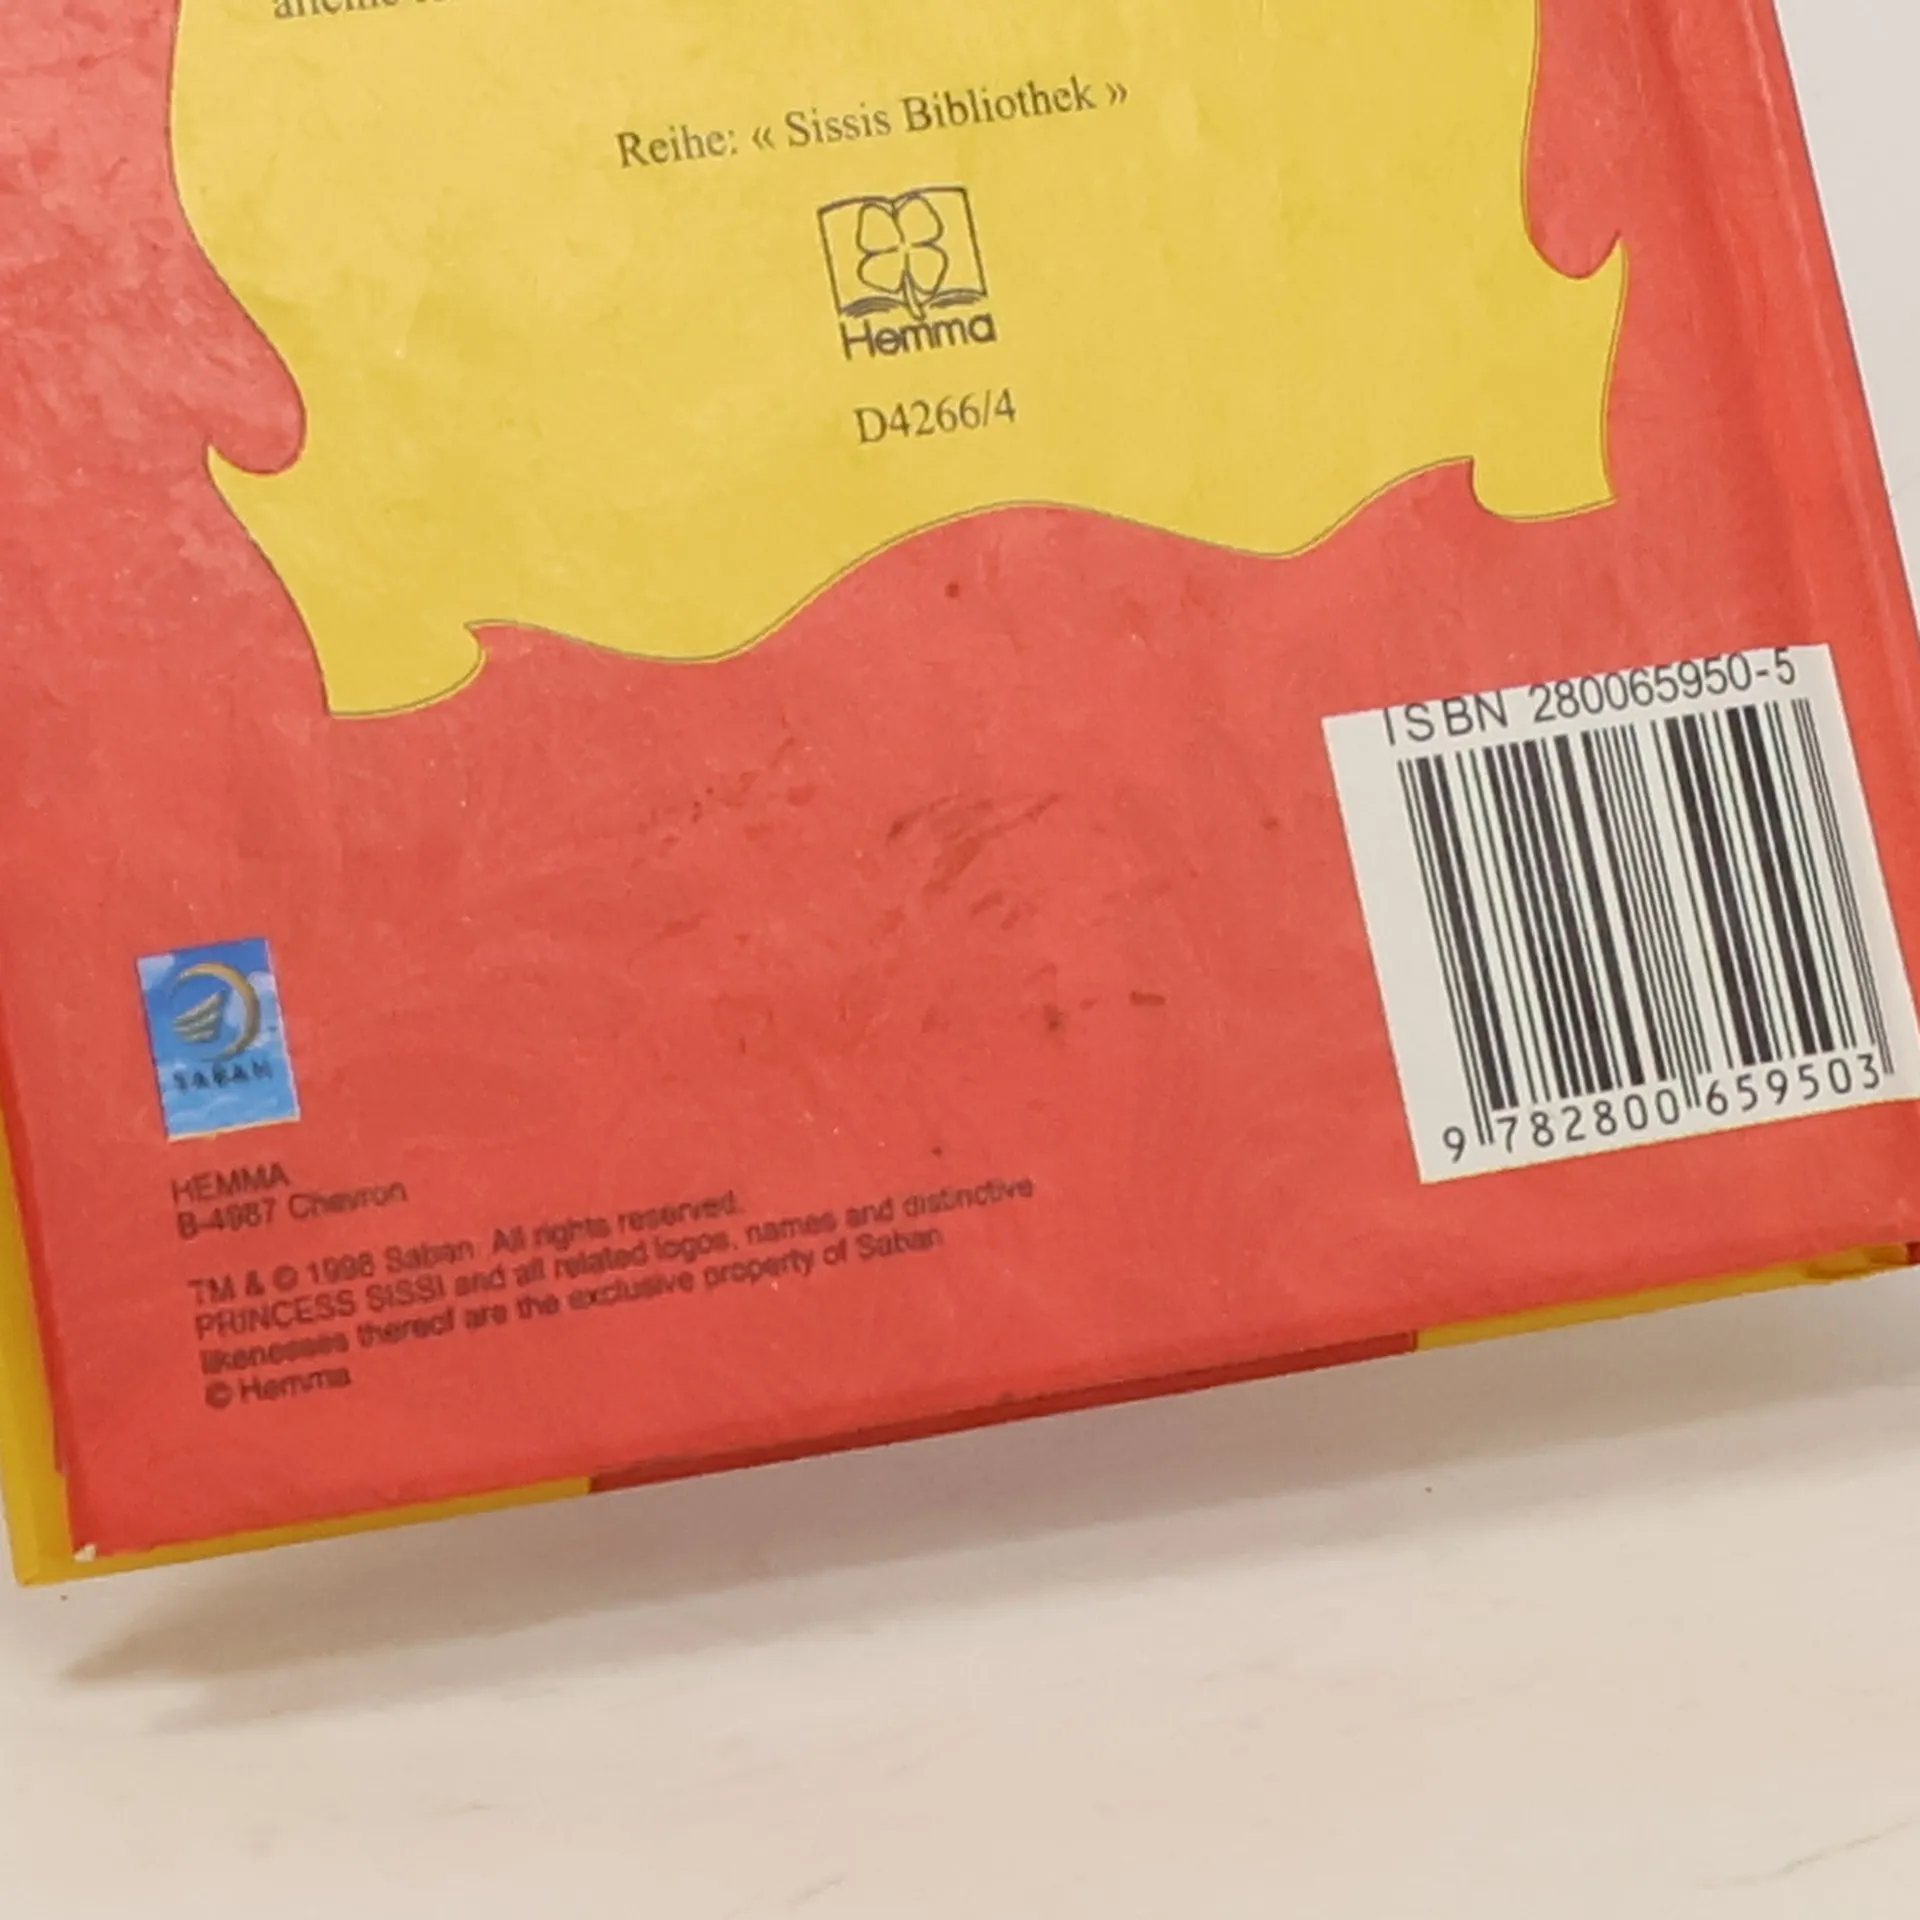 Reihe: « Sissis Bibliothek »
Hemma
D4266/4
ISBN 280065950-5
9 782800 659503
SABAN
HEMMA
B-4987 Chevron
TM & © 1998 Saban. All rights reserved.
PRINCESS SISSI and all related logos, names and distinctive
likenesses thereof are the exclusive property of Saban
© Hemma